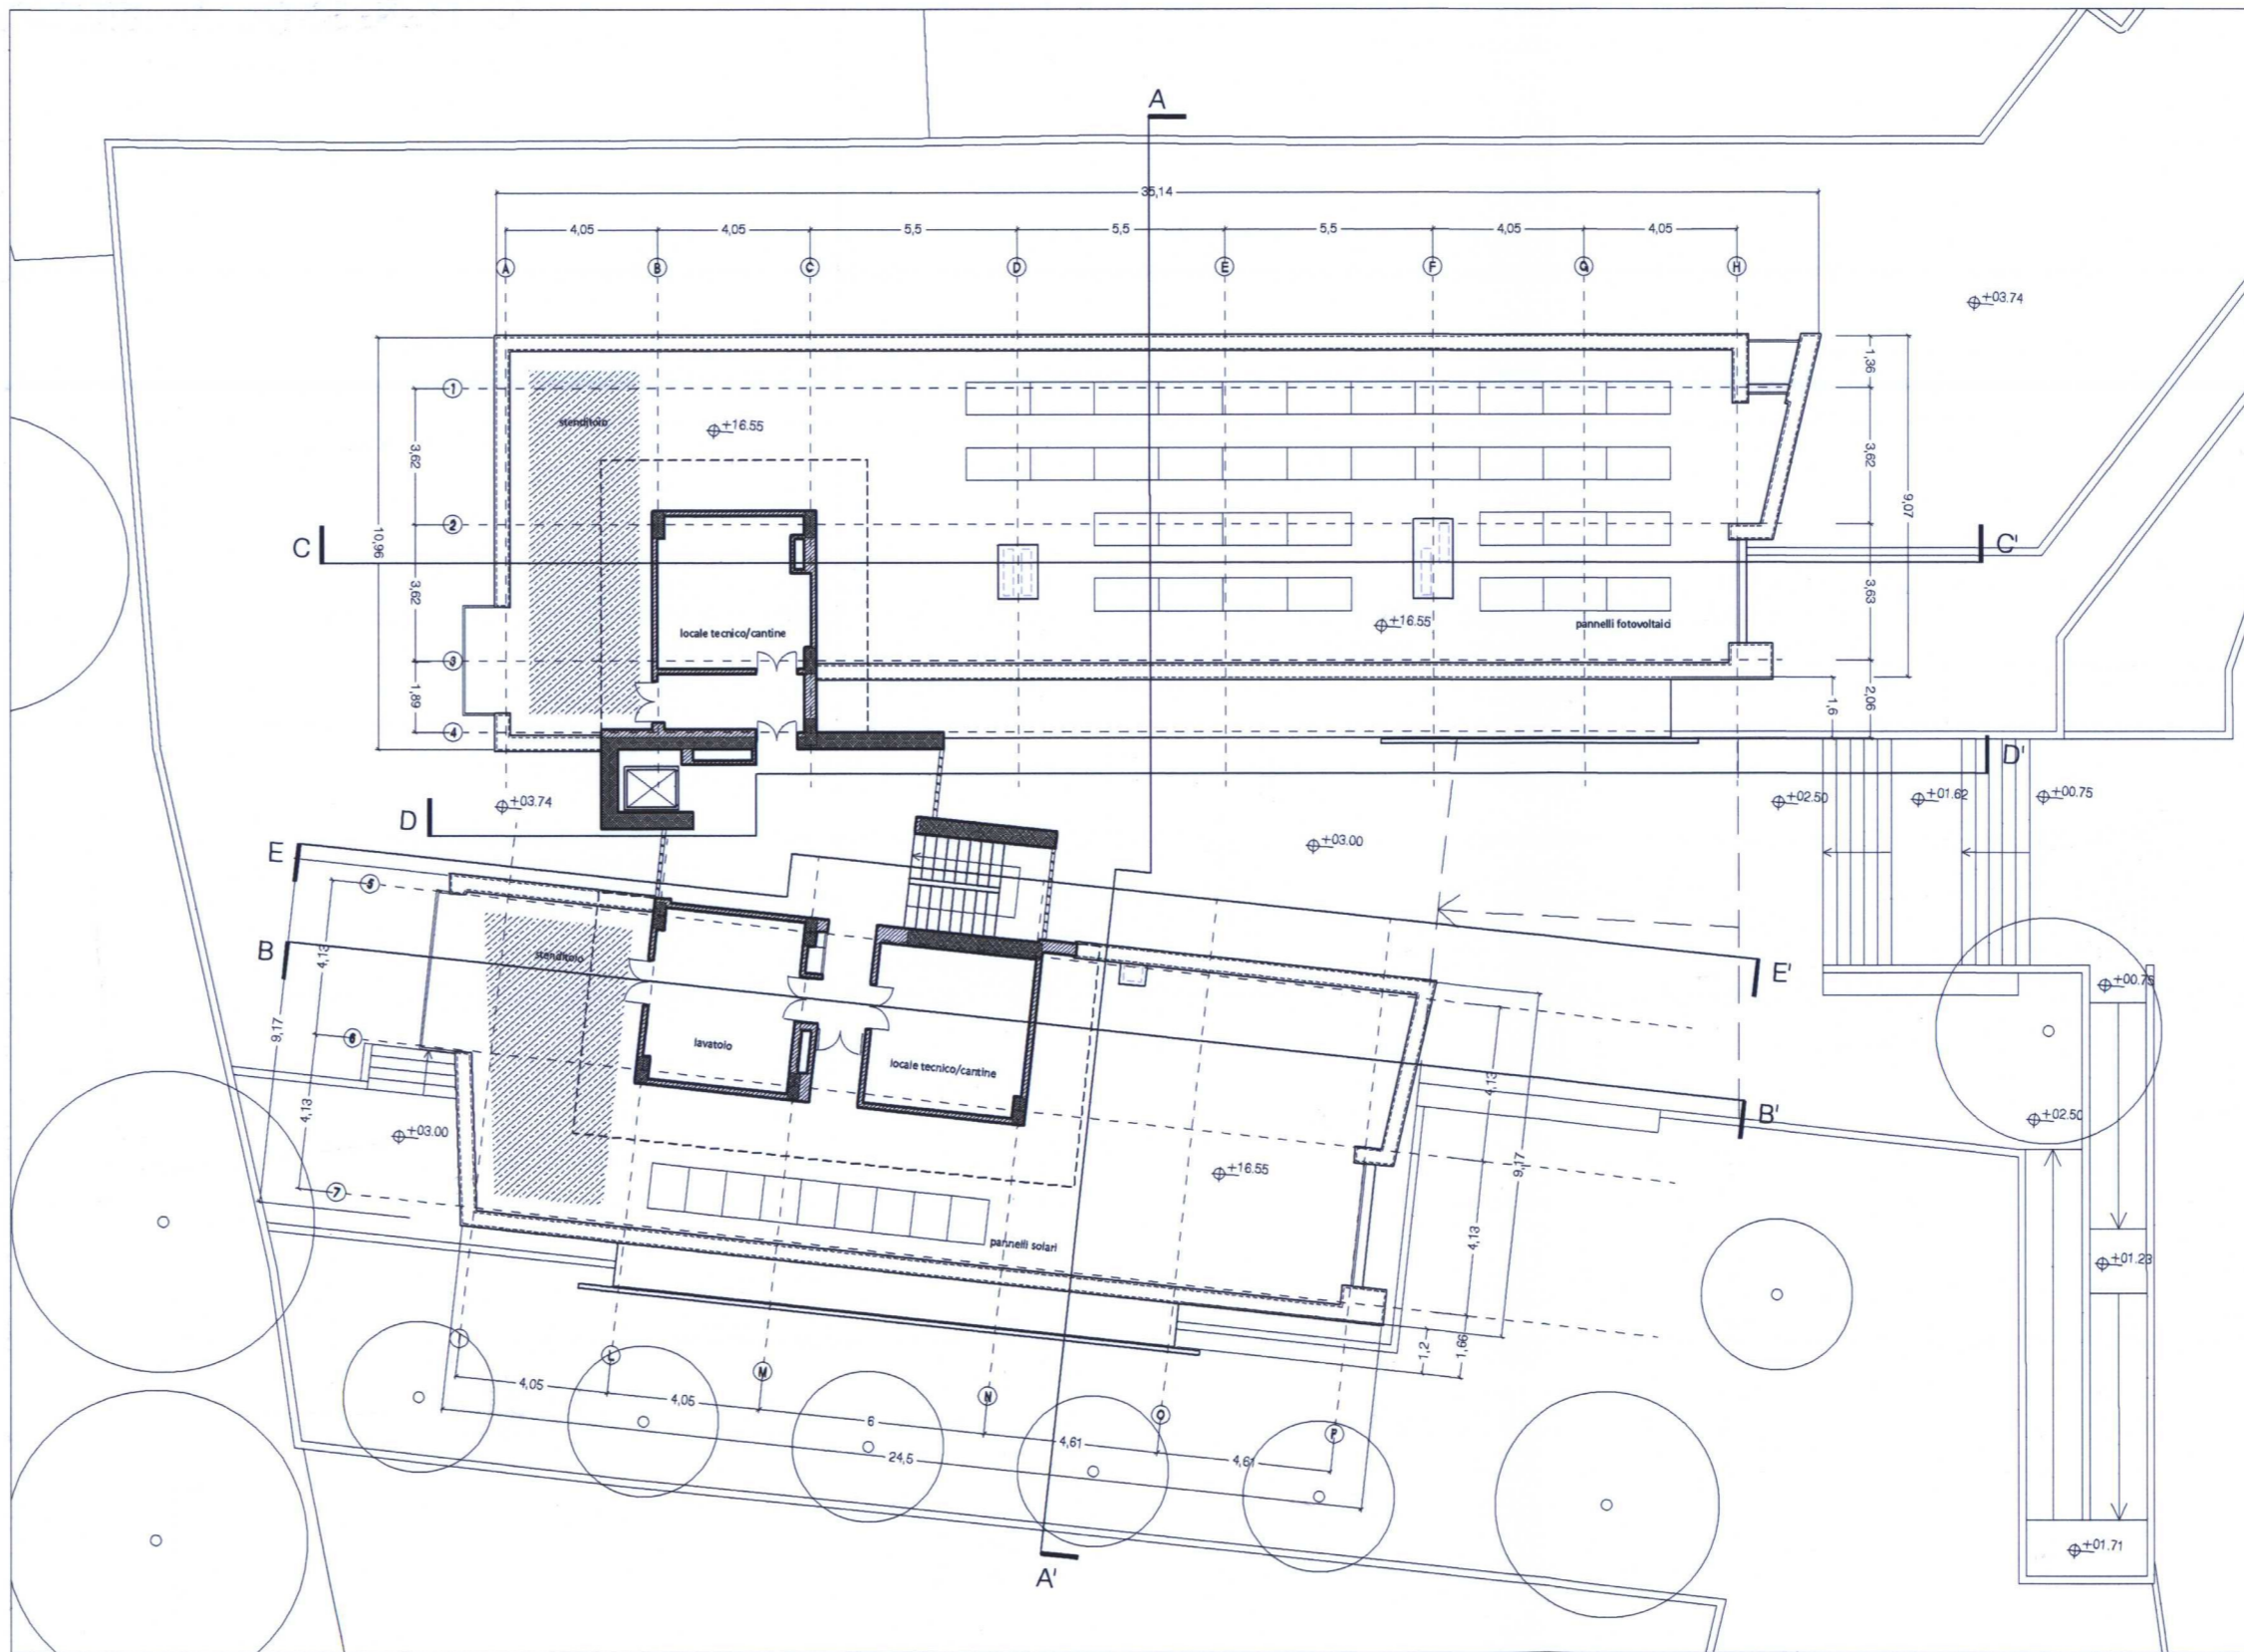 A
35,14
4,05
4,05
5,5
5,5
5,5
4,05
4,05
A
B
C
D
E
F
G
H
+03.74
1,36
1
stenditoio
+16.55
3,62
3,62
9,07
2
C
10,96
C'
3,62
3,63
locale tecnico/cantine
+16.55
pannelli fotovoltaici
3
1,89
2,06
1,6
4
D'
+03.74
+02.50
+01.62
+00.75
D
+03.00
E
5
4,13
B
stenditoio
E'
+00.75
9,17
6
lavatoio
locale tecnico/cantine
4,13
4,13
B'
+02.50
+03.00
+16.55
9,17
7
4,13
pannelli solari
+01.23
1,2
1,66
I
L
M
N
O
P
4,05
4,05
6
4,61
4,61
24,5
+01.71
A'